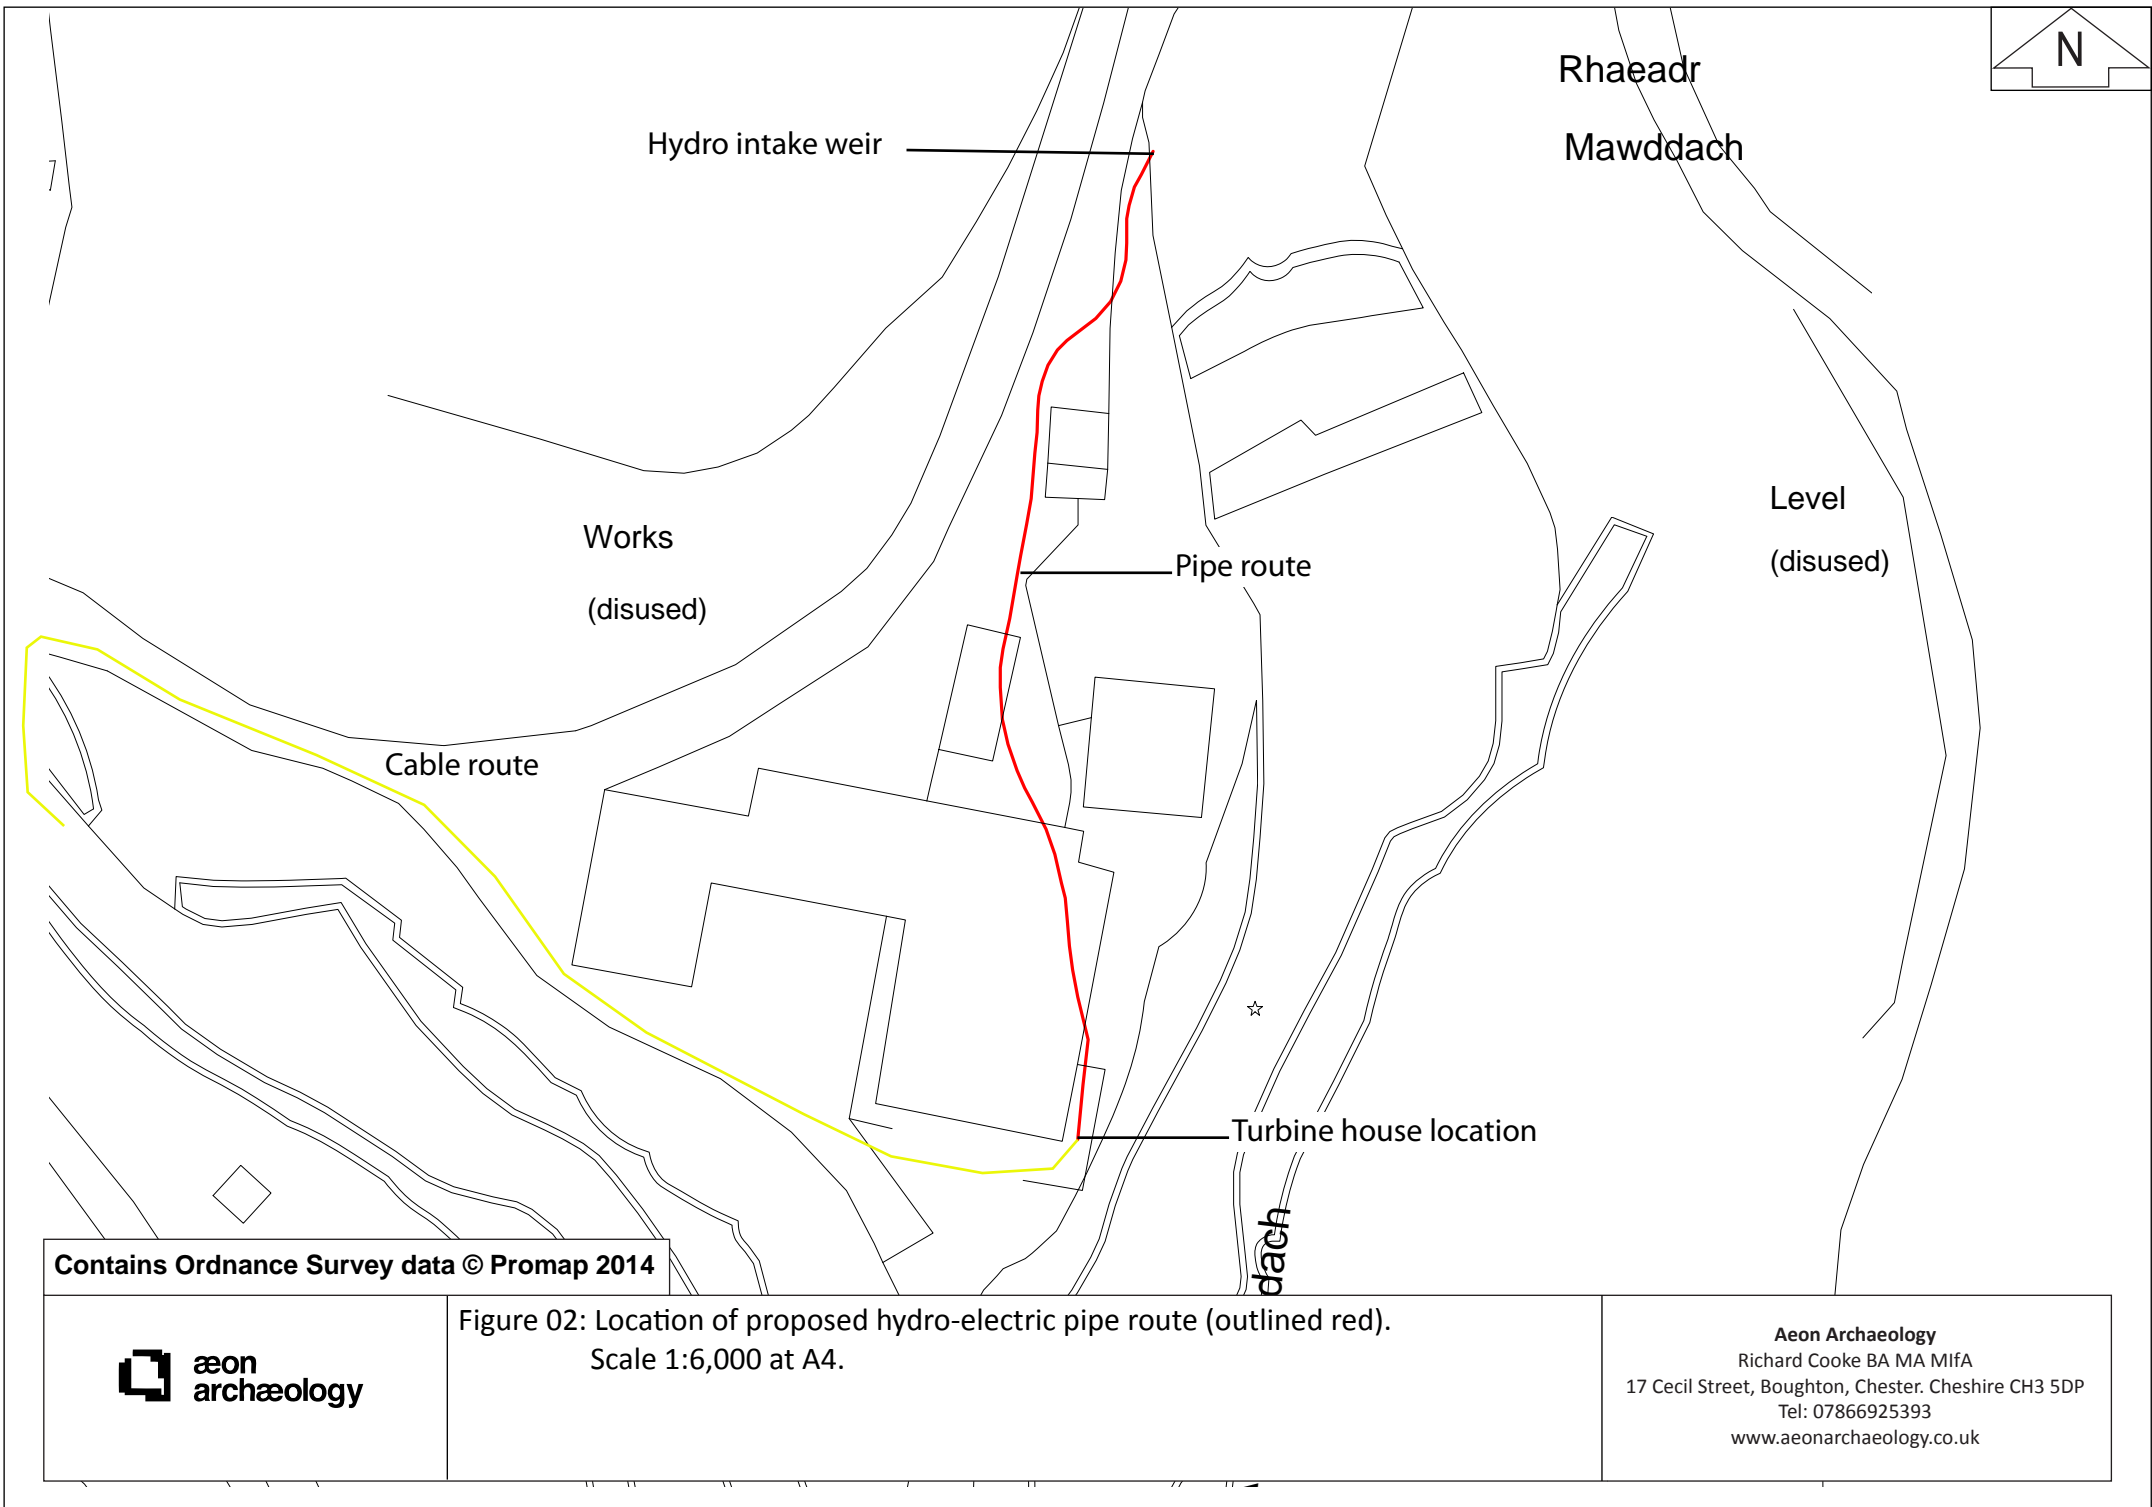 N
Rhaeadr
Mawddach
Hydro intake weir
Level
(disused)
Works
(disused)
Pipe route
Cable route
Turbine house location
dach
Contains Ordnance Survey data © Promap 2014
æon
archæology
Figure 02: Location of proposed hydro-electric pipe route (outlined red).
Scale 1:6,000 at A4.
Aeon Archaeology
Richard Cooke BA MA MIfA
17 Cecil Street, Boughton, Chester. Cheshire CH3 5DP
Tel: 07866925393
www.aeonarchaeology.co.uk